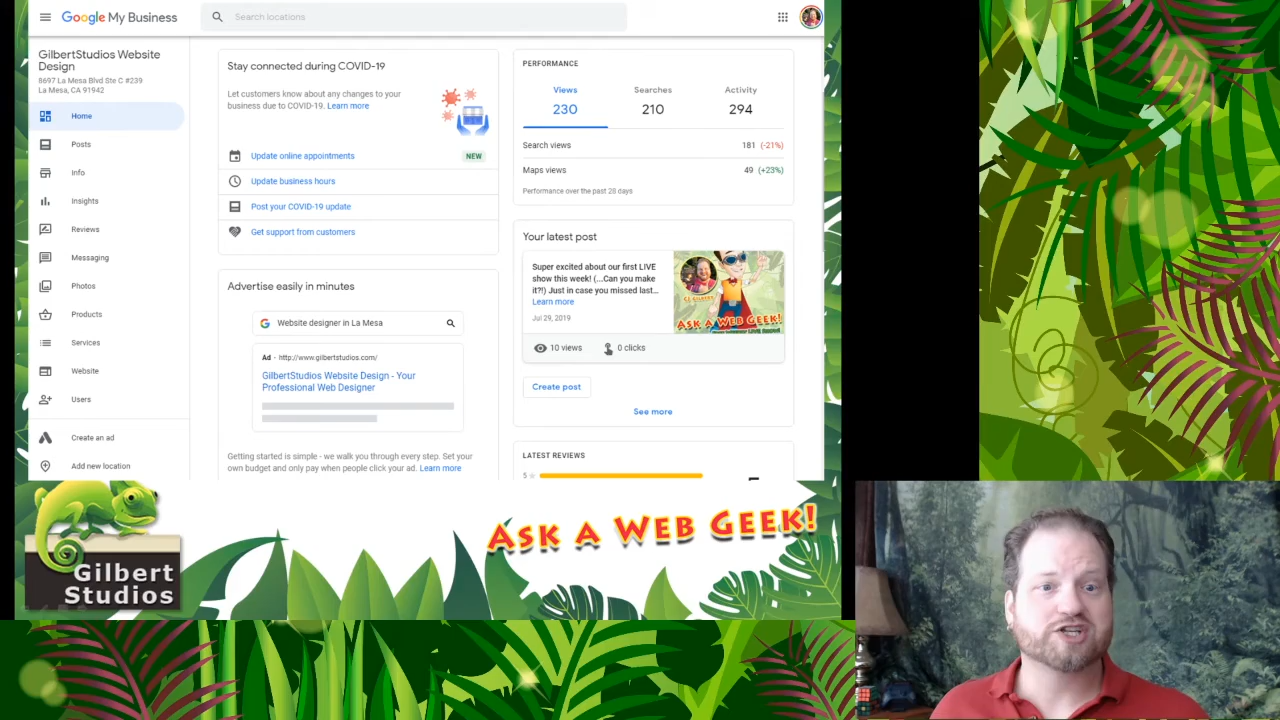 Google My Business
Search locations
GilbertStudios Website
Design
8697 La Mesa Blvd Ste C #239
La Mesa, CA 91942
Home
Posts
Info
Insights
Reviews
Messaging
Photos
Products
Services
Website
Users
Create an ad
Add new location
Stay connected during COVID-19
Let customers know about any changes to your
business due to COVID-19. Learn more
Update online appointments NEW
Update business hours
Post your COVID-19 update
Get support from customers
Advertise easily in minutes
Website designer in La Mesa
Ad · http://www.gilbertstudios.com/
GilbertStudios Website Design - Your
Professional Web Designer
Getting started is simple - we walk you through every step. Set your
own budget and only pay when people click your ad. Learn more
PERFORMANCE
Views Searches Activity
230 210 294
Search views 181 (-21%)
Maps views 49 (+23%)
Performance over the past 28 days
Your latest post
Super excited about our first LIVE
show this week! (...Can you make
it?!) Just in case you missed last...
Learn more
Jul 29, 2019
ASK A WEB GEEK!
10 views 0 clicks
Create post
See more
LATEST REVIEWS
5
ASK A WEB GEEK!
Gilbert
Studios